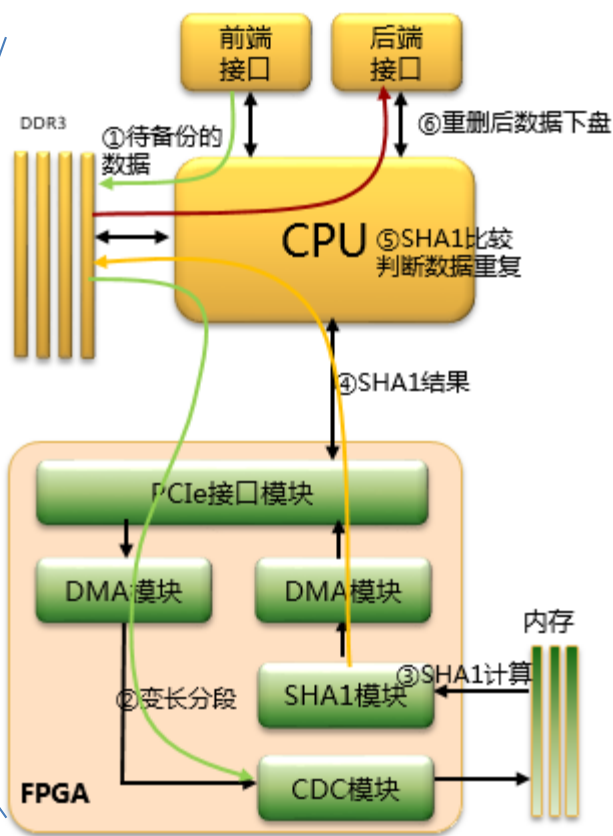 前端
接口
后端
接口
DDR3
①待备份的
数据
⑥重删后数据下盘
CPU
⑤SHA1比较
判断数据重复
④SHA1结果
PCIe接口模块
DMA模块
DMA模块
内存
③SHA1计算
SHA1模块
②变长分段
CDC模块
FPGA